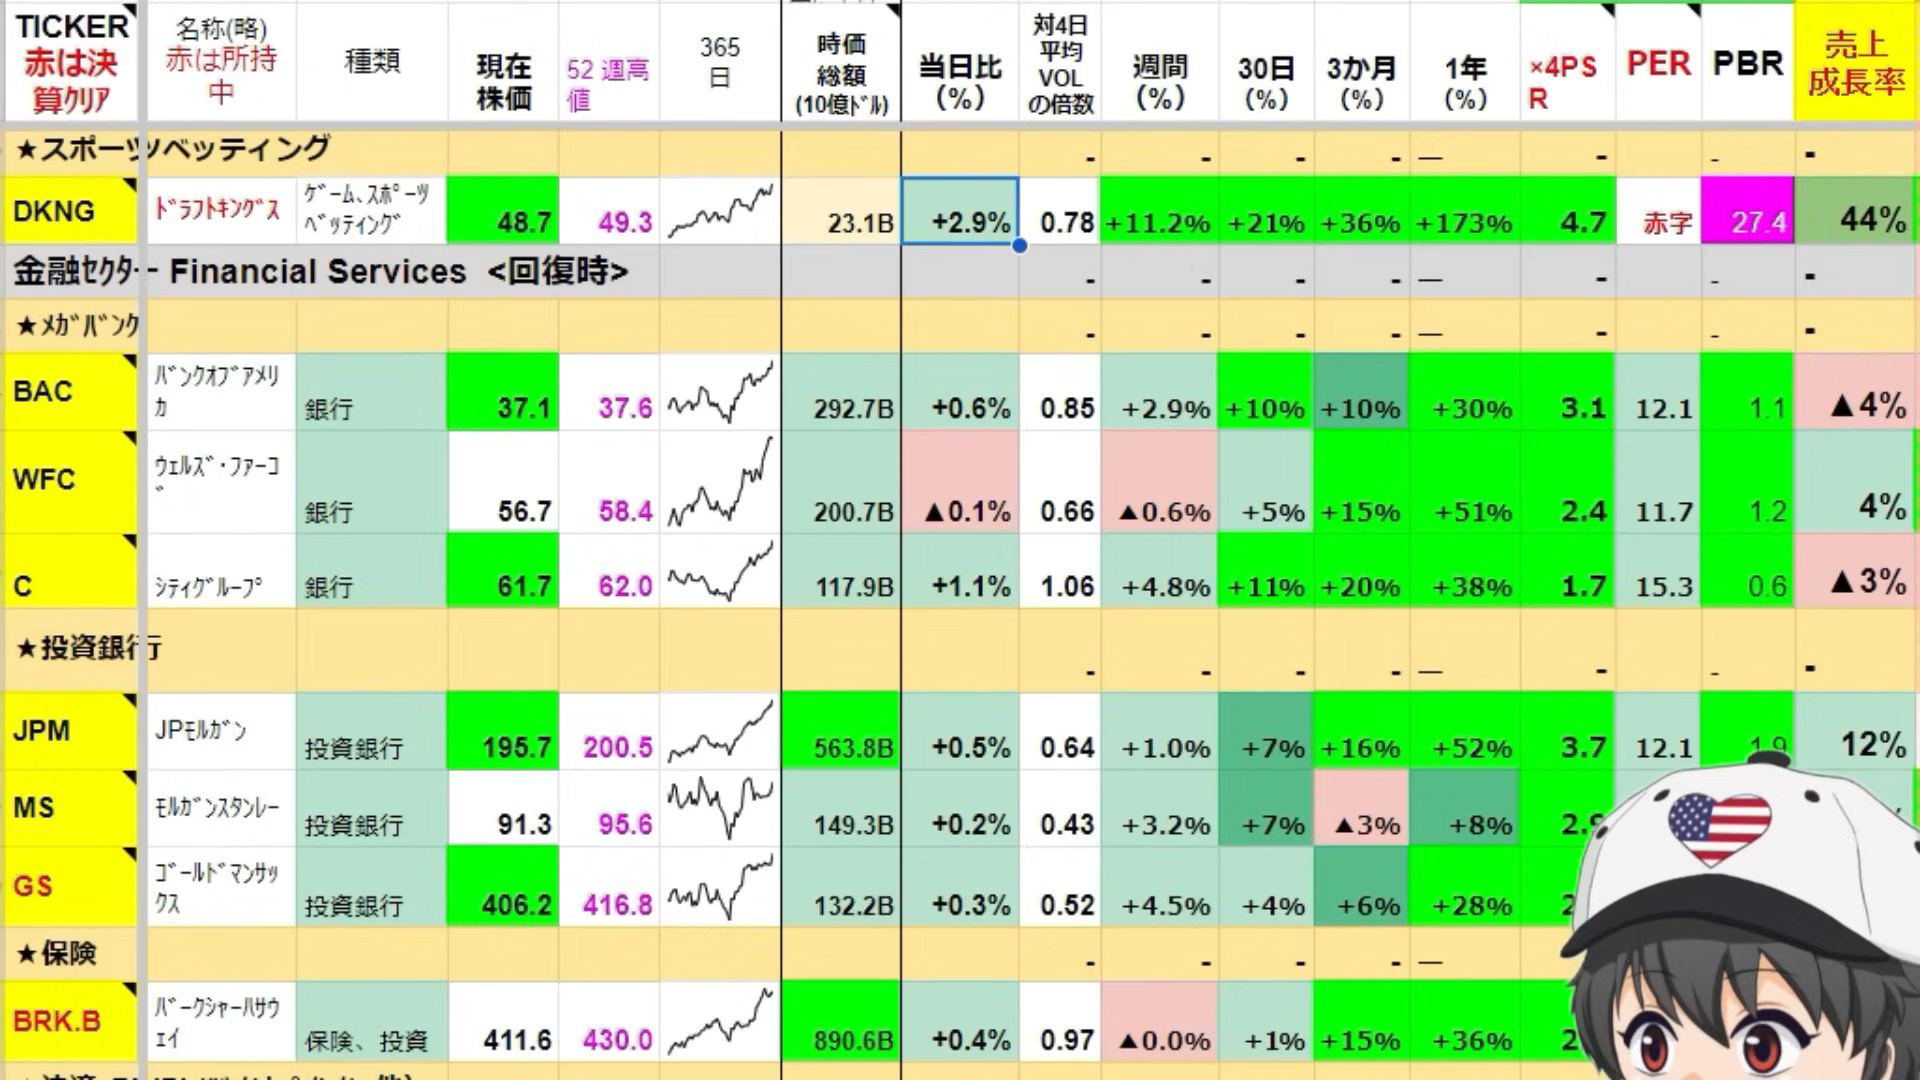 TICKER 赤は決算ｸﾘｱ 名称(略) 赤は所持中 種類 現在株価 52 週高値 365日 時価総額 (10億ﾄﾞﾙ) 当日比 (%) 対4日平均VOLの倍数 週間 (%) 30日 (%) 3か月 (%) 1年 (%) ×4PSR PER PBR 売上成長率
★スポーツベッティング - - - - — - - -
DKNG ﾄﾞﾗﾌﾄｷﾝｸﾞｽ ｹﾞｰﾑ､ｽﾎﾟｰﾂﾍﾞｯﾃｨﾝｸﾞ 48.7 49.3 23.1B +2.9% 0.78 +11.2% +21% +36% +173% 4.7 赤字 27.4 44%
金融ｾｸﾀｰ Financial Services <回復時> - - - - — - - -
★ﾒｶﾞﾊﾞﾝｸ - - - - — - - -
BAC ﾊﾞﾝｸｵﾌﾞｱﾒﾘｶ 銀行 37.1 37.6 292.7B +0.6% 0.85 +2.9% +10% +10% +30% 3.1 12.1 1.1 ▲4%
WFC ｳｪﾙｽﾞ・ﾌｧｰｺﾞ 銀行 56.7 58.4 200.7B ▲0.1% 0.66 ▲0.6% +5% +15% +51% 2.4 11.7 1.2 4%
C ｼﾃｨｸﾞﾙｰﾌﾟ 銀行 61.7 62.0 117.9B +1.1% 1.06 +4.8% +11% +20% +38% 1.7 15.3 0.6 ▲3%
★投資銀行 - - - - — - - -
JPM JPﾓﾙｶﾞﾝ 投資銀行 195.7 200.5 563.8B +0.5% 0.64 +1.0% +7% +16% +52% 3.7 12.1 1.9 12%
MS ﾓﾙｶﾞﾝｽﾀﾝﾚｰ 投資銀行 91.3 95.6 149.3B +0.2% 0.43 +3.2% +7% ▲3% +8%
GS ｺﾞｰﾙﾄﾞﾏﾝｻｯｸｽ 投資銀行 406.2 416.8 132.2B +0.3% 0.52 +4.5% +4% +6% +28%
★保険 - - - - —
BRK.B ﾊﾞｰｸｼｬｰﾊｻｳｪｲ 保険、投資 411.6 430.0 890.6B +0.4% 0.97 ▲0.0% +1% +15% +36%